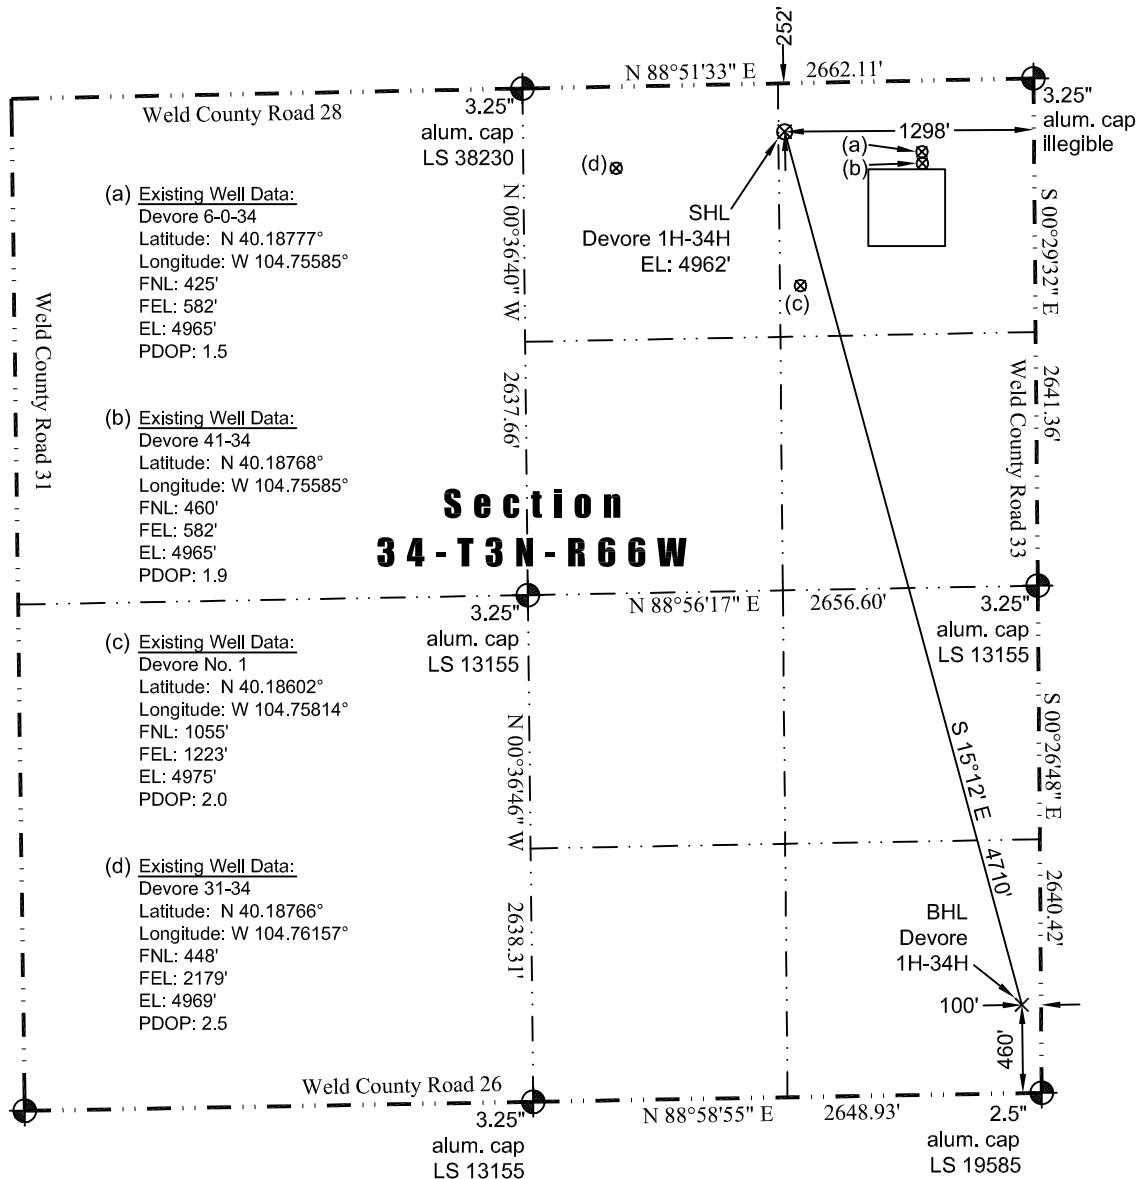 252'
N 88°51'33" E
2662.11'
Weld County Road 28
3.25"
alum. cap
LS 38230
3.25"
alum. cap
illegible
1298'
(a)
(b)
(d)
SHL
Devore 1H-34H
EL: 4962'
(c)
N 00°36'40" W
2637.66'
S 00°29'32" E
2641.36'
Weld County Road 33
Weld County Road 31
(a) Existing Well Data:
Devore 6-0-34
Latitude: N 40.18777°
Longitude: W 104.75585°
FNL: 425'
FEL: 582'
EL: 4965'
PDOP: 1.5
(b) Existing Well Data:
Devore 41-34
Latitude: N 40.18768°
Longitude: W 104.75585°
FNL: 460'
FEL: 582'
EL: 4965'
PDOP: 1.9
Section
34-T3N-R66W
3.25"
alum. cap
LS 13155
N 88°56'17" E
2656.60'
3.25"
alum. cap
LS 13155
(c) Existing Well Data:
Devore No. 1
Latitude: N 40.18602°
Longitude: W 104.75814°
FNL: 1055'
FEL: 1223'
EL: 4975'
PDOP: 2.0
N 00°36'46" W
2638.31'
S 15°12' E
4710'
S 00°26'48" E
2640.42'
(d) Existing Well Data:
Devore 31-34
Latitude: N 40.18766°
Longitude: W 104.76157°
FNL: 448'
FEL: 2179'
EL: 4969'
PDOP: 2.5
BHL
Devore
1H-34H
100'
460'
Weld County Road 26
3.25"
alum. cap
LS 13155
N 88°58'55" E
2648.93'
2.5"
alum. cap
LS 19585